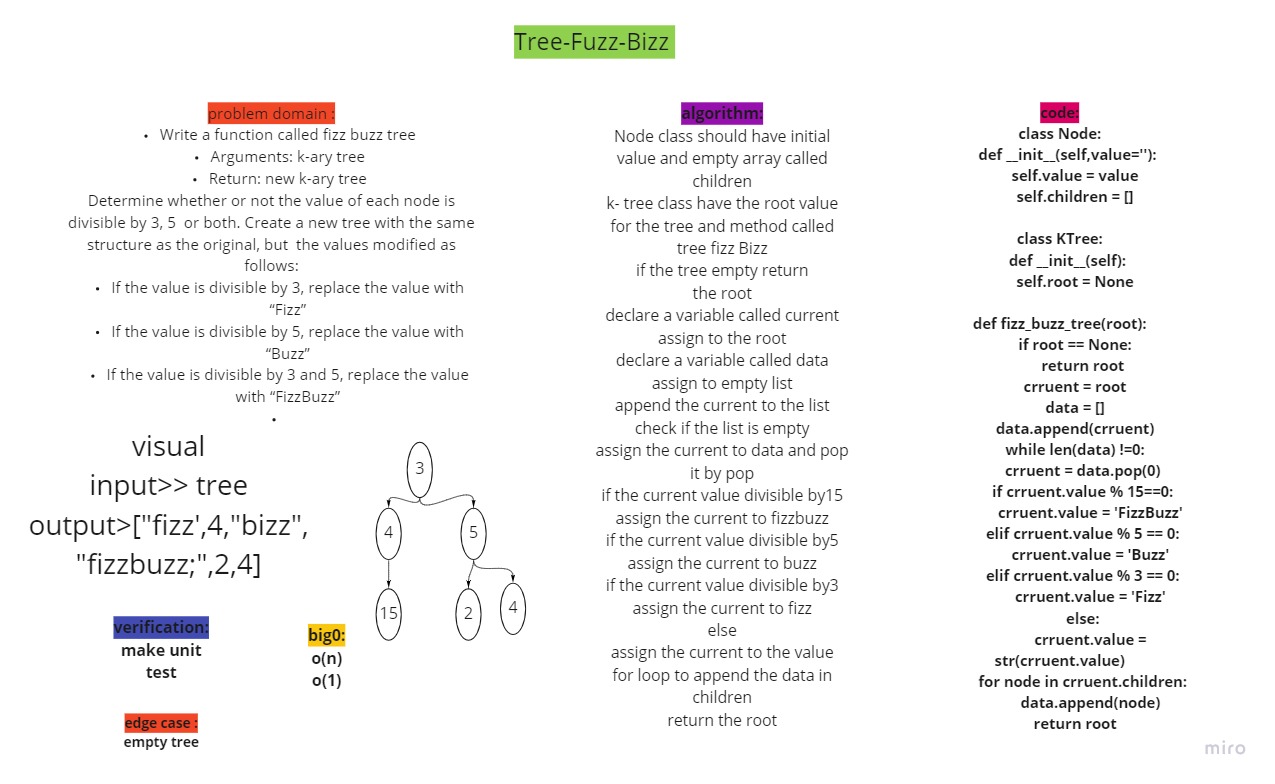 Tree-Fuzz-Bizz
problem domain :
• Write a function called fizz buzz tree
• Arguments: k-ary tree
• Return: new k-ary tree
Determine whether or not the value of each node is
divisible by 3, 5 or both. Create a new tree with the same
structure as the original, but the values modified as
follows:
• If the value is divisible by 3, replace the value with
“Fizz”
• If the value is divisible by 5, replace the value with
“Buzz”
• If the value is divisible by 3 and 5, replace the value
with “FizzBuzz”
•
visual
input>> tree
output>["fizz',4,"bizz",
"fizzbuzz;",2,4]
3
4
5
15
2
4
verification:
make unit
test
big0:
o(n)
o(1)
edge case :
empty tree
algorithm:
Node class should have initial
value and empty array called
children
k- tree class have the root value
for the tree and method called
tree fizz Bizz
if the tree empty return
the root
declare a variable called current
assign to the root
declare a variable called data
assign to empty list
append the current to the list
check if the list is empty
assign the current to data and pop
it by pop
if the current value divisible by15
assign the current to fizzbuzz
if the current value divisible by5
assign the current to buzz
if the current value divisible by3
assign the current to fizz
else
assign the current to the value
for loop to append the data in
children
return the root
code:
class Node:
def __init__(self,value=''):
self.value = value
self.children = []
class KTree:
def __init__(self):
self.root = None
def fizz_buzz_tree(root):
if root == None:
return root
crruent = root
data = []
data.append(crruent)
while len(data) !=0:
crruent = data.pop(0)
if crruent.value % 15==0:
crruent.value = 'FizzBuzz'
elif crruent.value % 5 == 0:
crruent.value = 'Buzz'
elif crruent.value % 3 == 0:
crruent.value = 'Fizz'
else:
crruent.value =
str(crruent.value)
for node in crruent.children:
data.append(node)
return root
miro